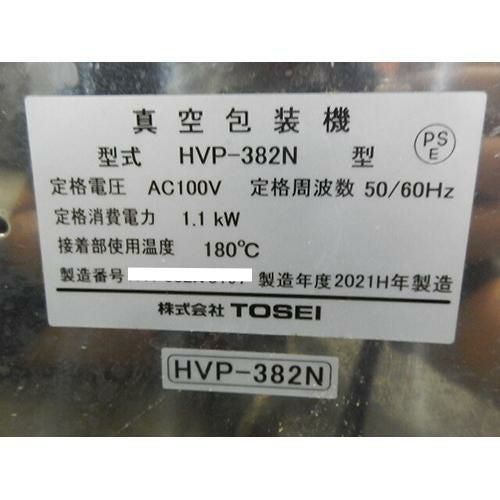 真空包装機
型式 HVP-382N 型 PSE
定格電圧 AC100V 定格周波数 50/60Hz
定格消費電力 1.1kW
接着部使用温度 180℃
製造番号 製造年度2021H年製造
株式会社 TOSEI
HVP-382N